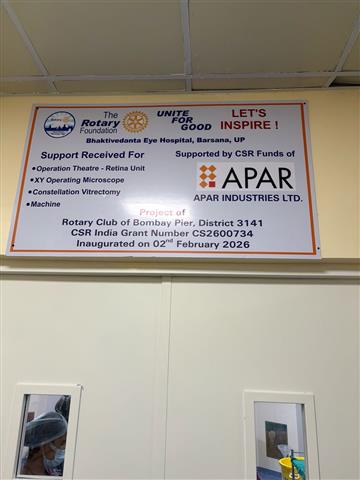 The
Rotary
Foundation
UNITE
FOR
GOOD
LET'S
INSPIRE !
Bhaktivedanta Eye Hospital, Barsana, UP
Support Received For
•Operation Theatre - Retina Unit
•XY Operating Microscope
•Constellation Vitrectomy
•Machine
Supported by CSR Funds of
APAR
APAR INDUSTRIES LTD.
Project of
Rotary Club of Bombay Pier, District 3141
CSR India Grant Number CS2600734
Inaugurated on 02nd February 2026